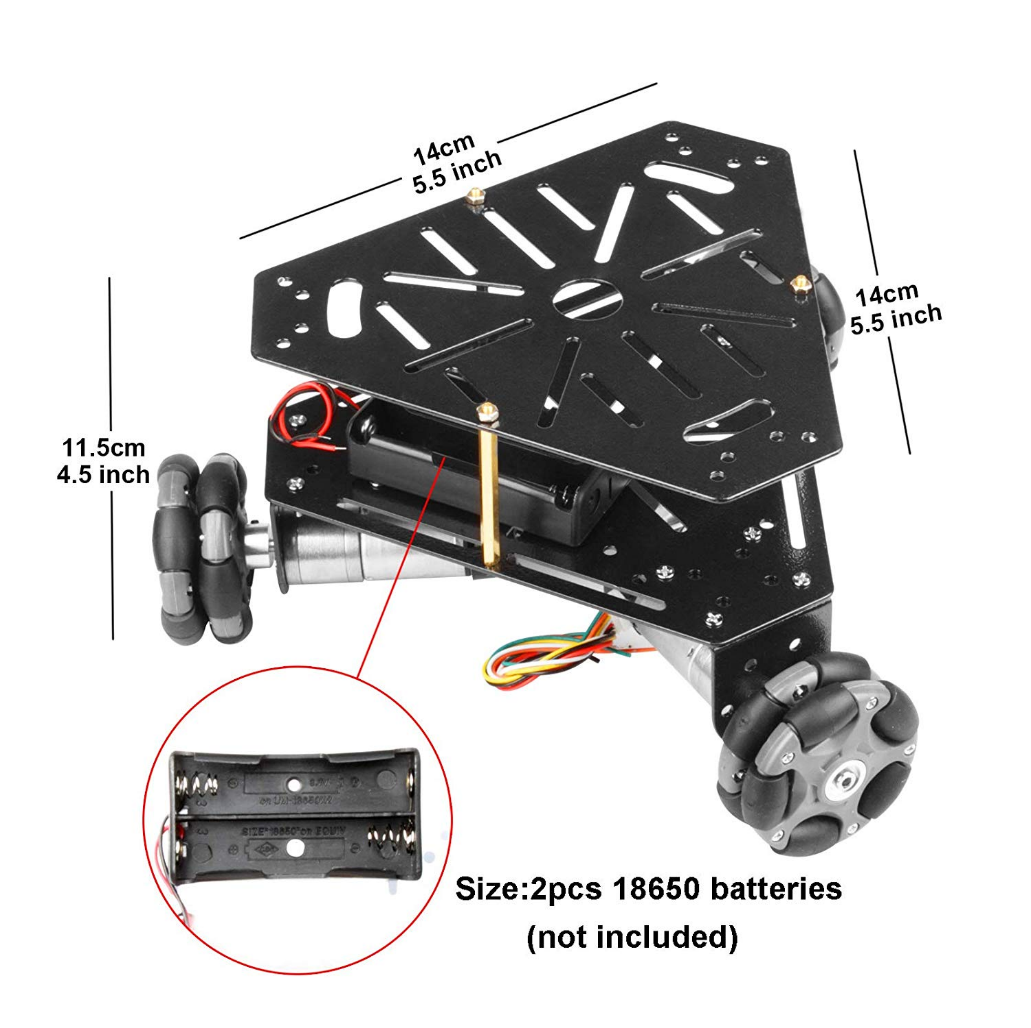 14cm
5.5 inch
14cm
5.5 inch
11.5cm
4.5 inch
Size:2pcs 18650 batteries
(not included)